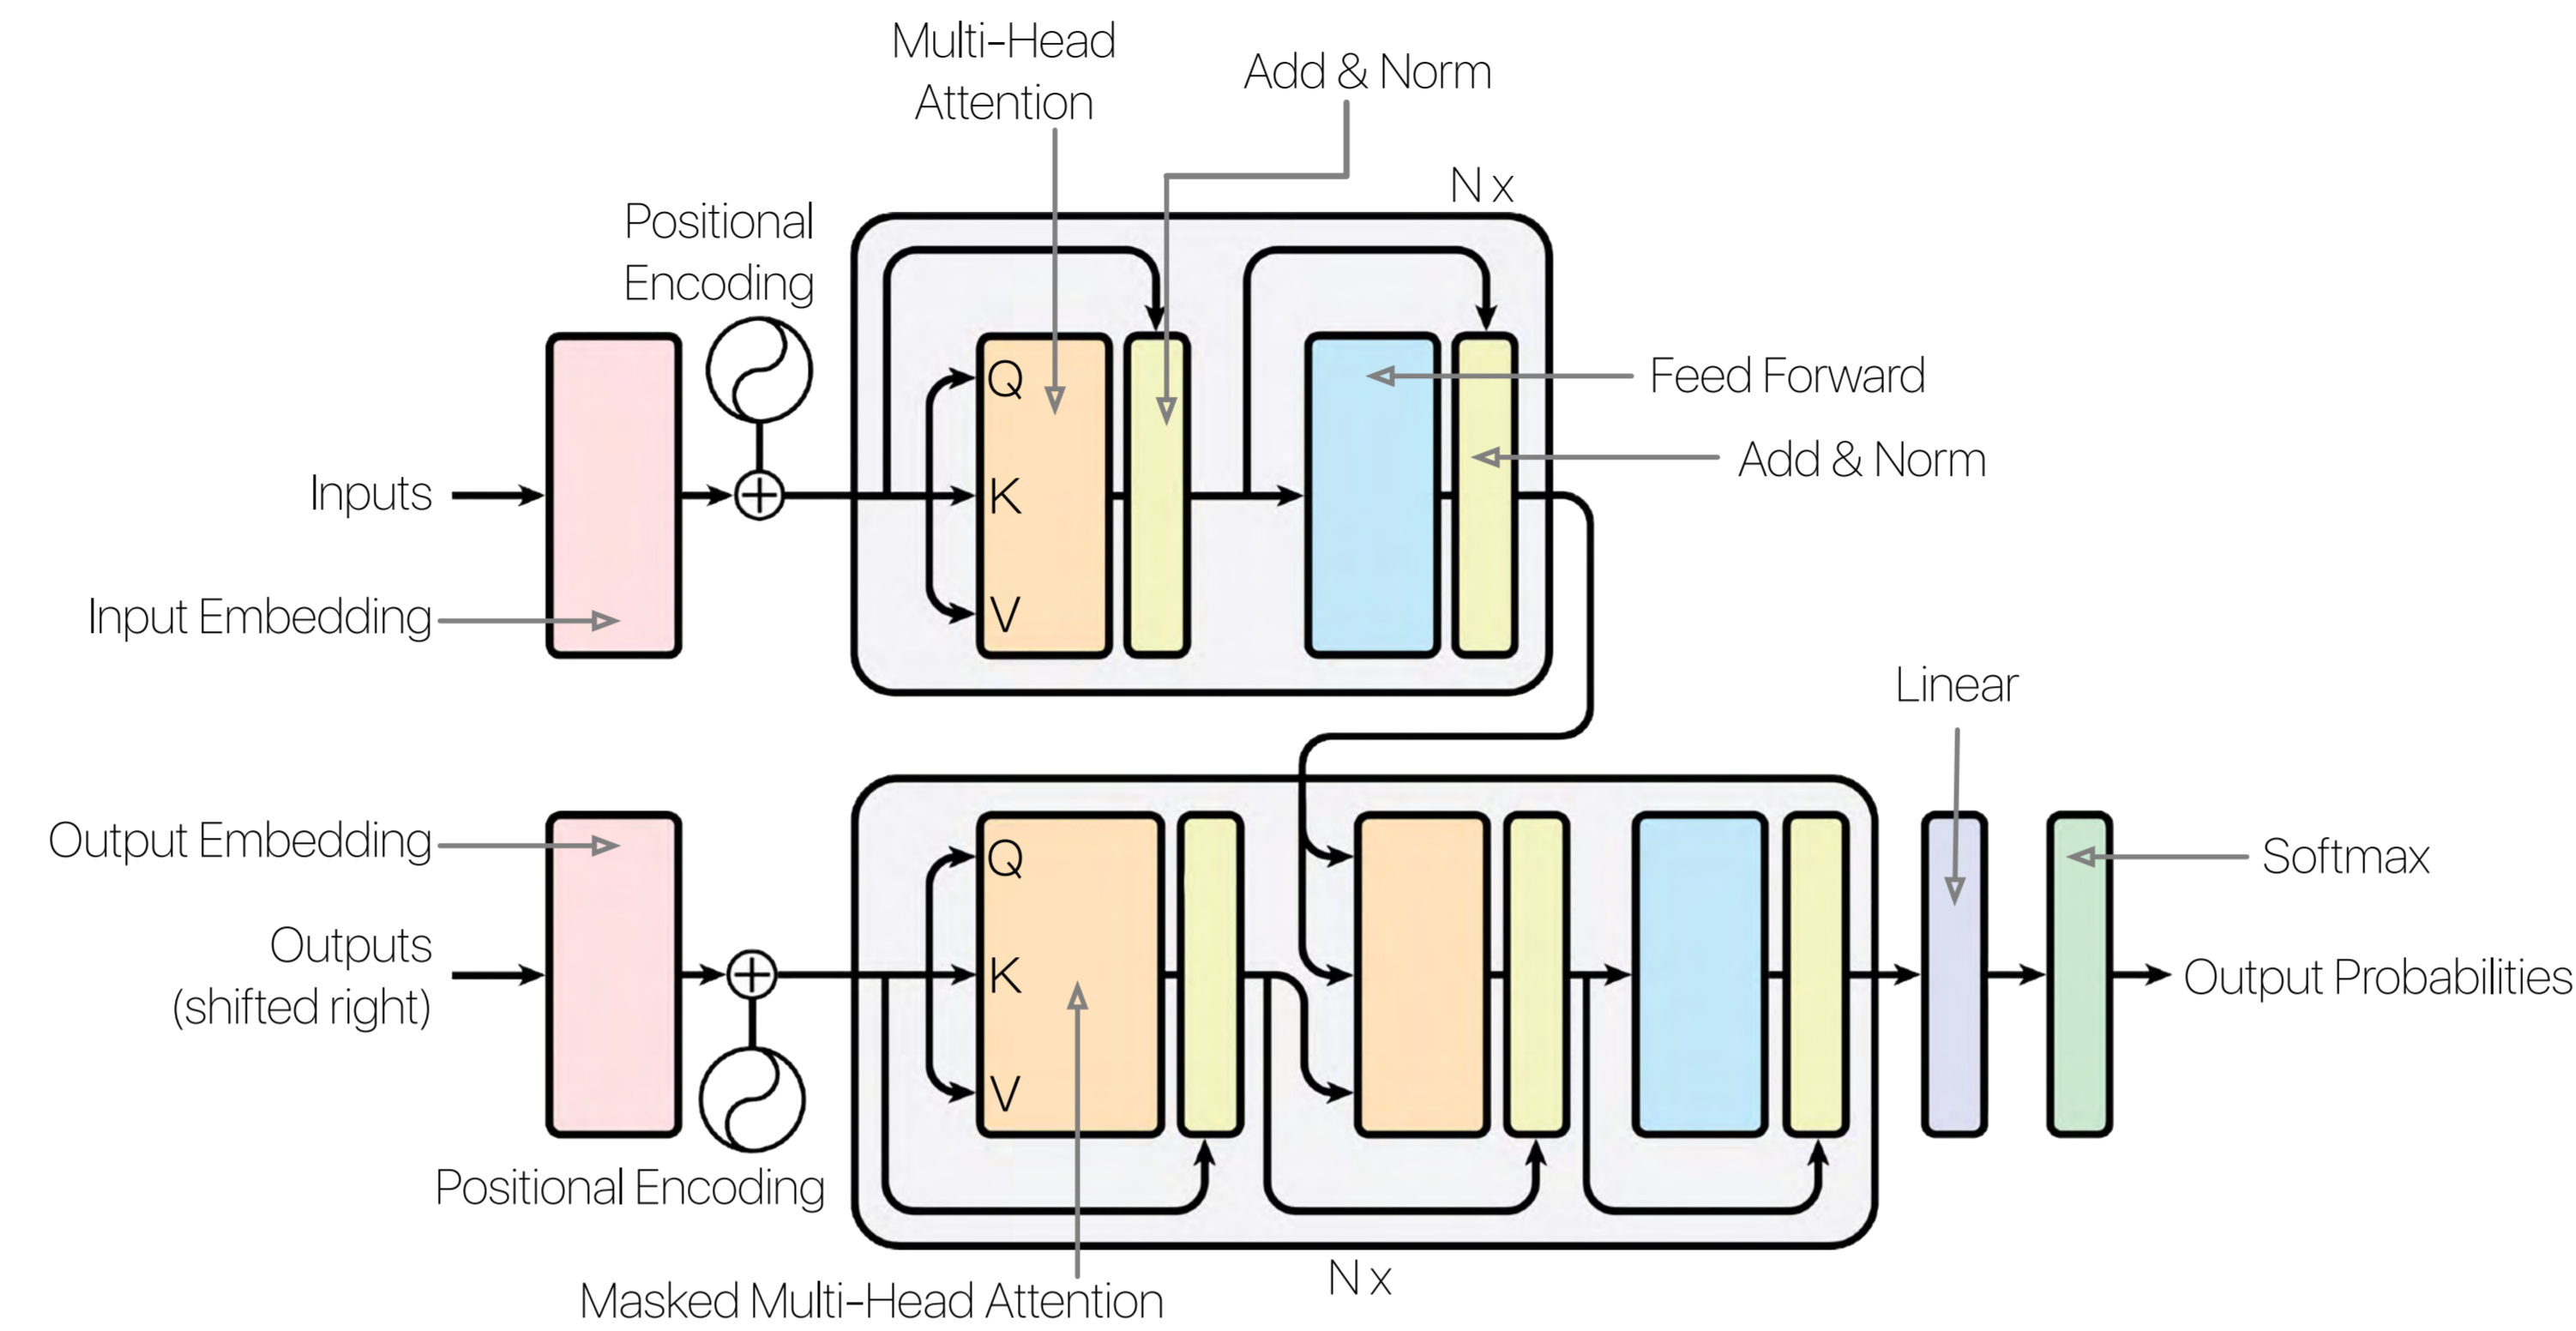 Multi-Head
Attention
Add & Norm
N x
Positional
Encoding
Q
Feed Forward
Add & Norm
Inputs
K
V
Input Embedding
Linear
Output Embedding
Q
Softmax
Outputs
(shifted right)
K
Output Probabilities
V
Positional Encoding
N x
Masked Multi-Head Attention